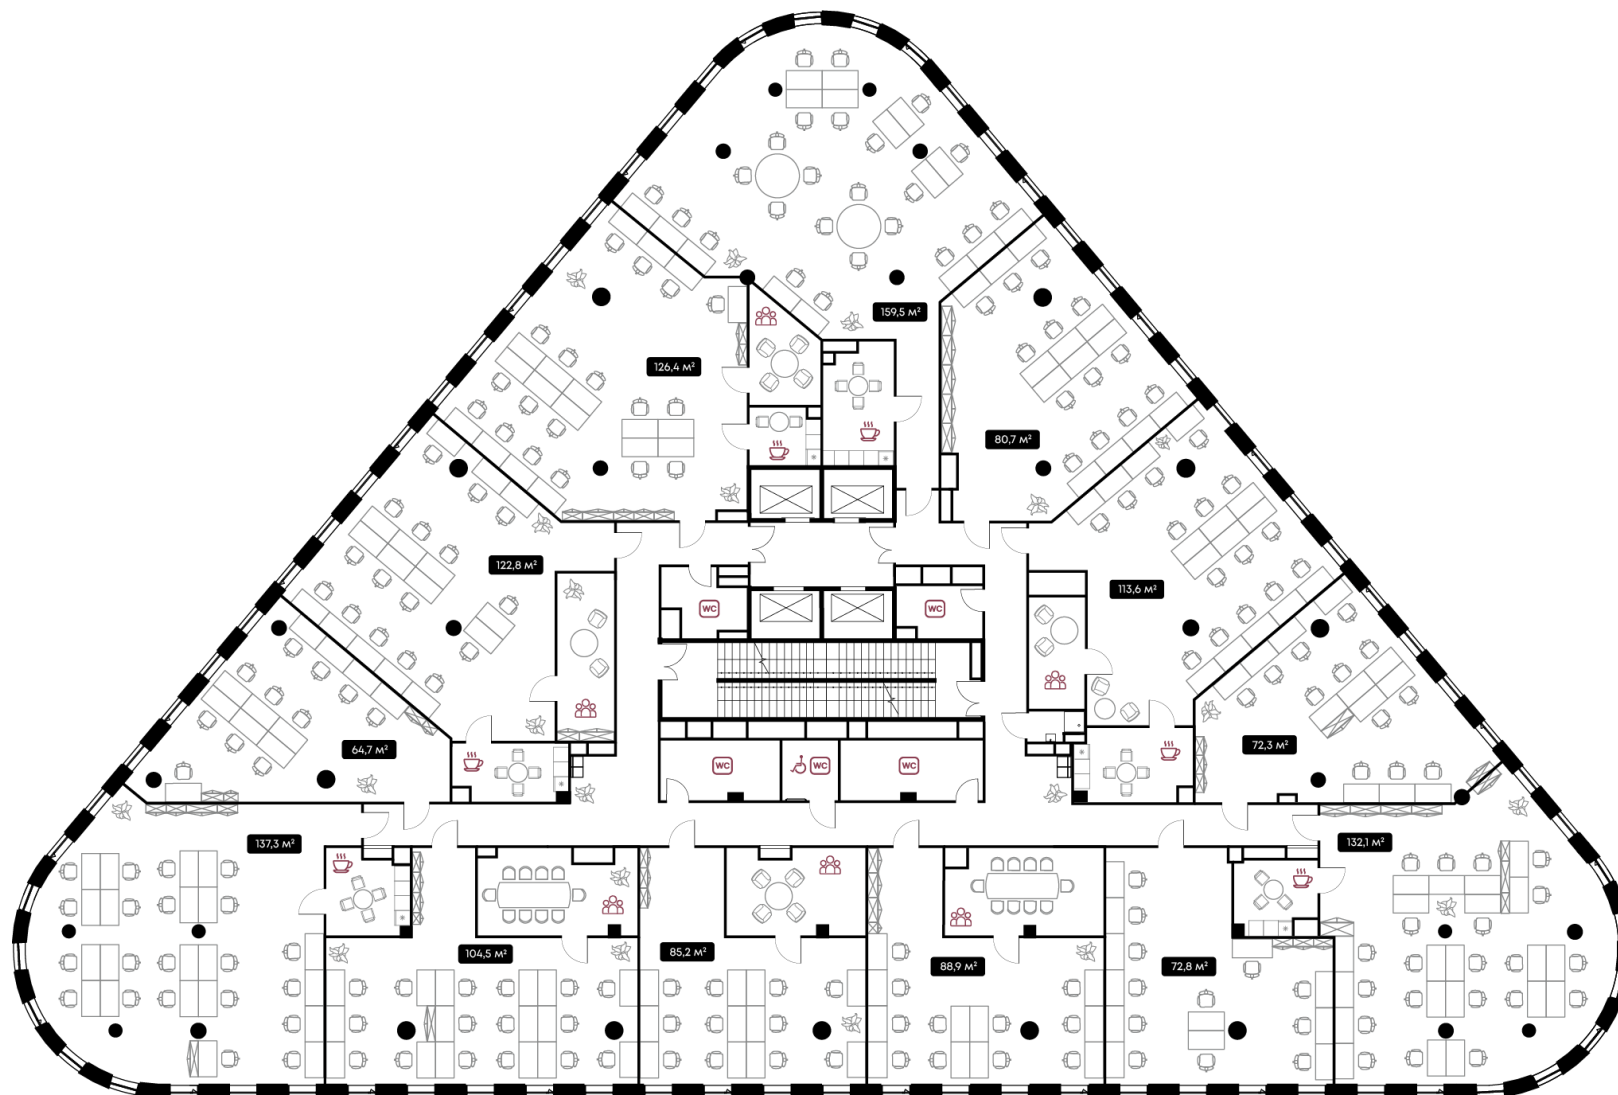 159,5 м²
126,4 м²
80,7 м²
122,8 м²
113,6 м²
WC
WC
64,7 м²
72,3 м²
WC
WC
WC
137,3 м²
132,1 м²
104,5 м²
85,2 м²
88,9 м²
72,8 м²